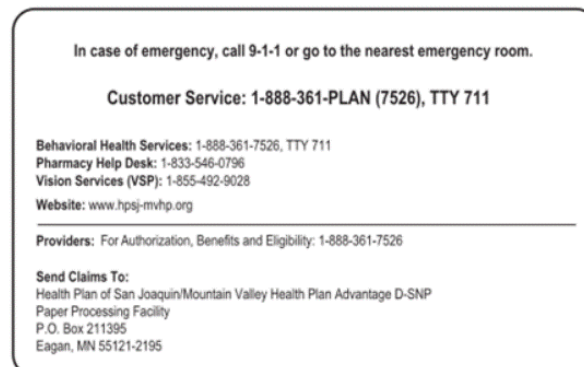 In case of emergency, call 9-1-1 or go to the nearest emergency room.
Customer Service: 1-888-361-PLAN (7526), TTY 711
Behavioral Health Services: 1-888-361-7526, TTY 711
Pharmacy Help Desk: 1-833-546-0796
Vision Services (VSP): 1-855-492-9028
Website: www.hpsj-mvhp.org
Providers: For Authorization, Benefits and Eligibility: 1-888-361-7526
Send Claims To:
Health Plan of San Joaquin/Mountain Valley Health Plan Advantage D-SNP
Paper Processing Facility
P.O. Box 211395
Eagan, MN 55121-2195